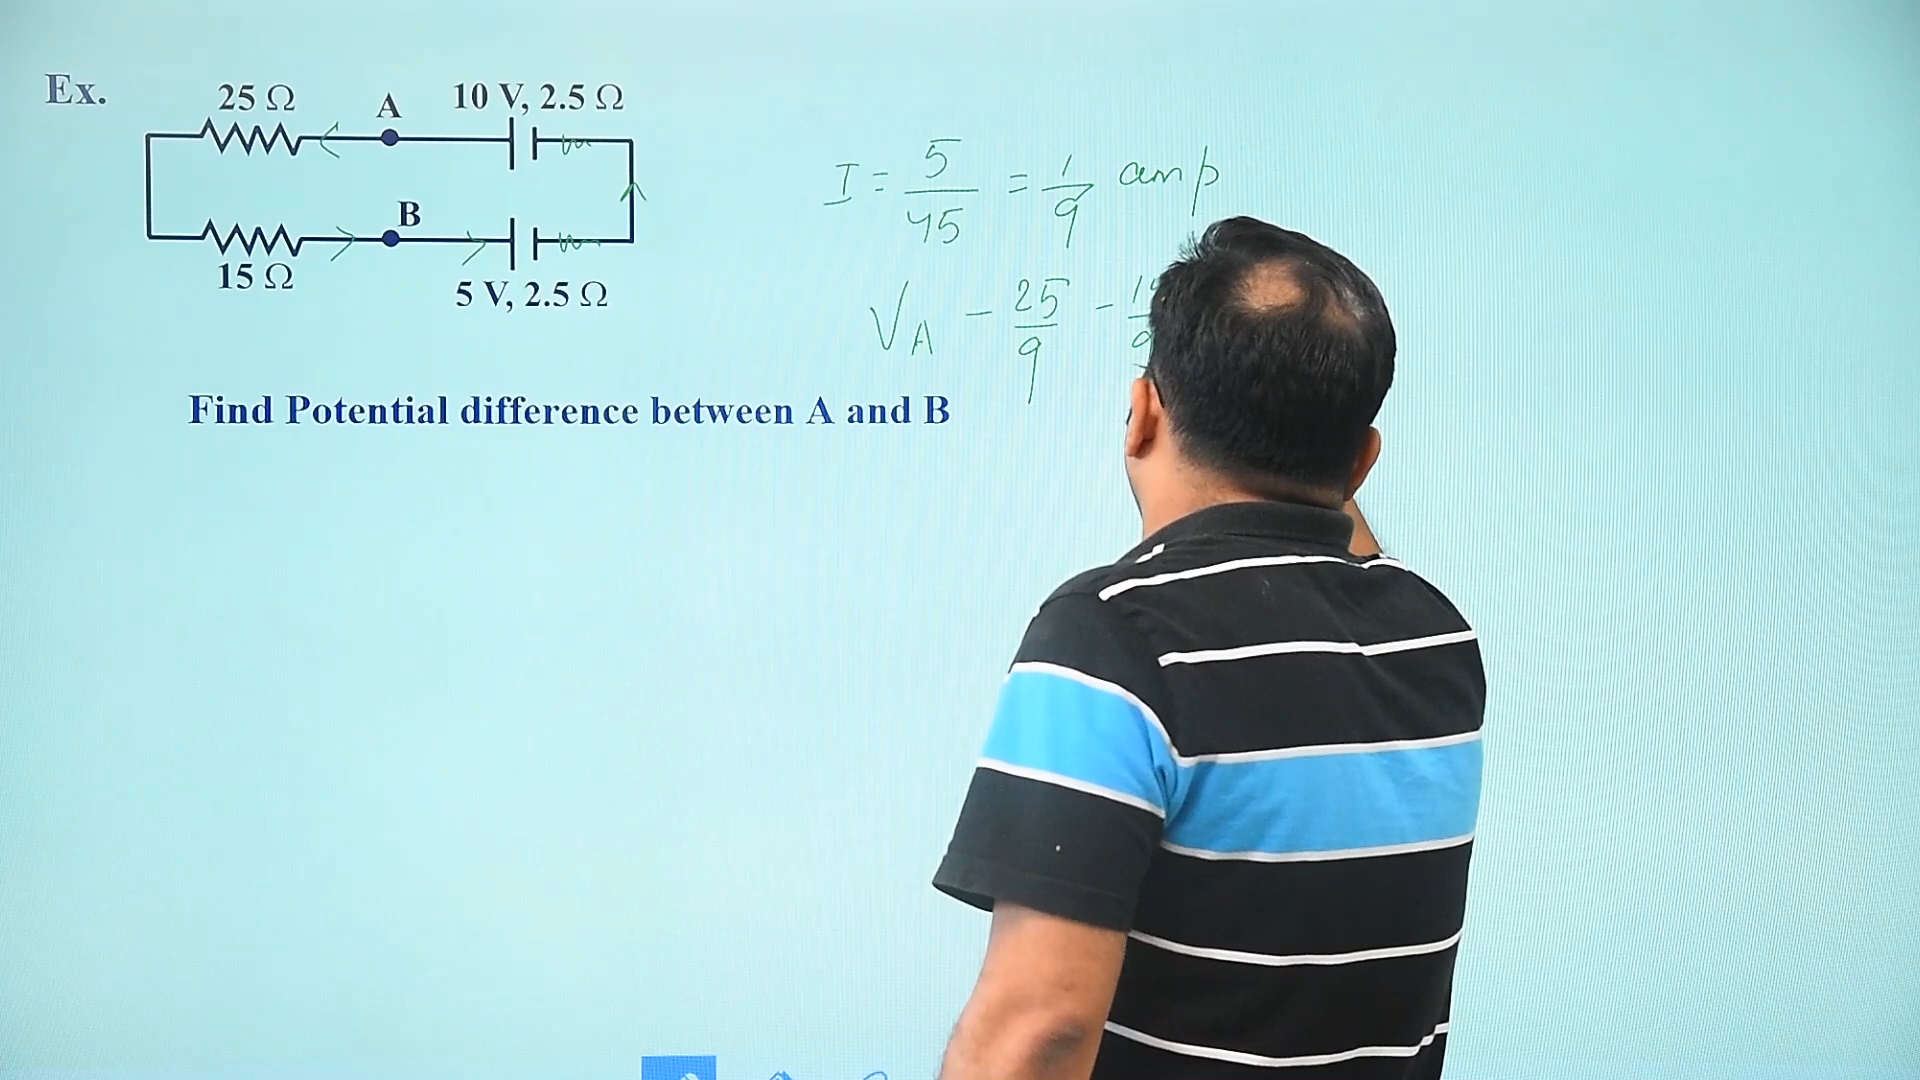 Ex.
25 Ω
A
10 V, 2.5 Ω
B
15 Ω
5 V, 2.5 Ω
I = 5/45 = 1/9 amp
V_A - 25/9 -
Find Potential difference between A and B